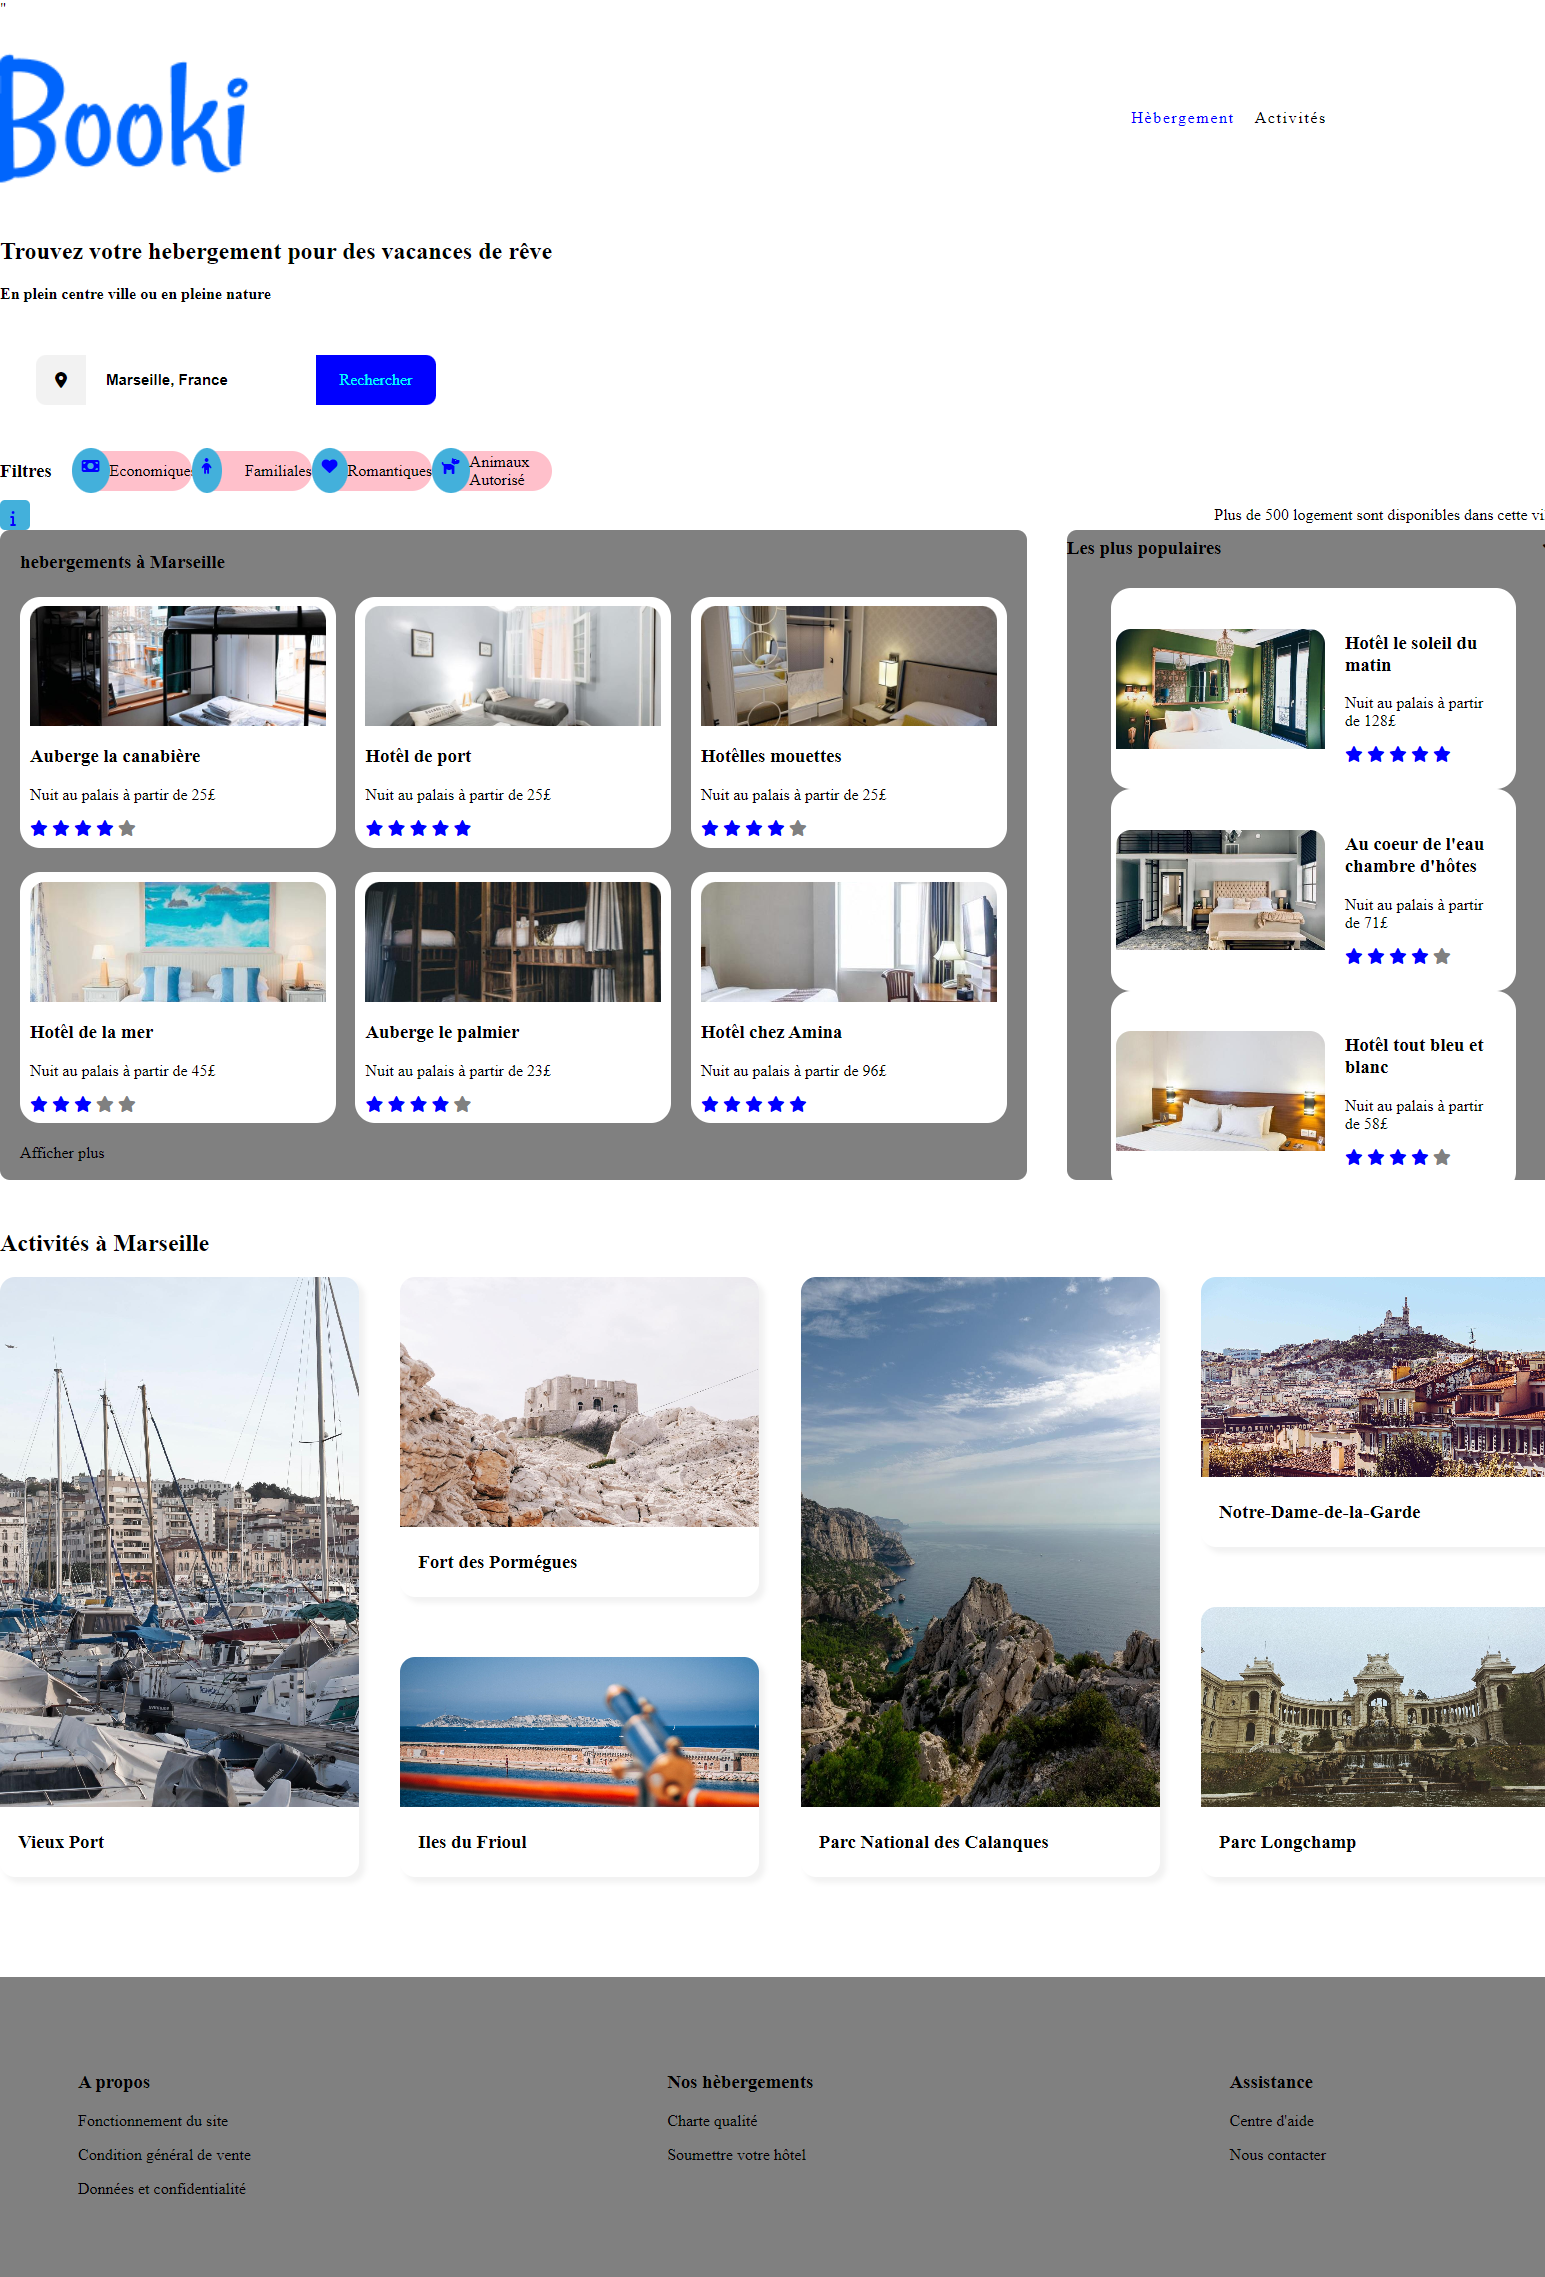 "
Booki
Hèbergement Activités
Trouvez votre hebergement pour des vacances de rêve
En plein centre ville ou en pleine nature
Marseille, France
Rechercher
Filtres
Economiques
Familiales
Romantiques
Animaux
Autorisé
Plus de 500 logement sont disponibles dans cette vil
hebergements à Marseille
Auberge la canabière
Nuit au palais à partir de 25£
Hotêl de port
Nuit au palais à partir de 25£
Hotêlles mouettes
Nuit au palais à partir de 25£
Hotêl de la mer
Nuit au palais à partir de 45£
Auberge le palmier
Nuit au palais à partir de 23£
Hotêl chez Amina
Nuit au palais à partir de 96£
Afficher plus
Les plus populaires
Hotêl le soleil du
matin
Nuit au palais à partir
de 128£
Au coeur de l'eau
chambre d'hôtes
Nuit au palais à partir
de 71£
Hotêl tout bleu et
blanc
Nuit au palais à partir
de 58£
Activités à Marseille
Vieux Port
Fort des Pormégues
Iles du Frioul
Parc National des Calanques
Notre-Dame-de-la-Garde
Parc Longchamp
A propos
Fonctionnement du site
Condition général de vente
Données et confidentialité
Nos hèbergements
Charte qualité
Soumettre votre hôtel
Assistance
Centre d'aide
Nous contacter